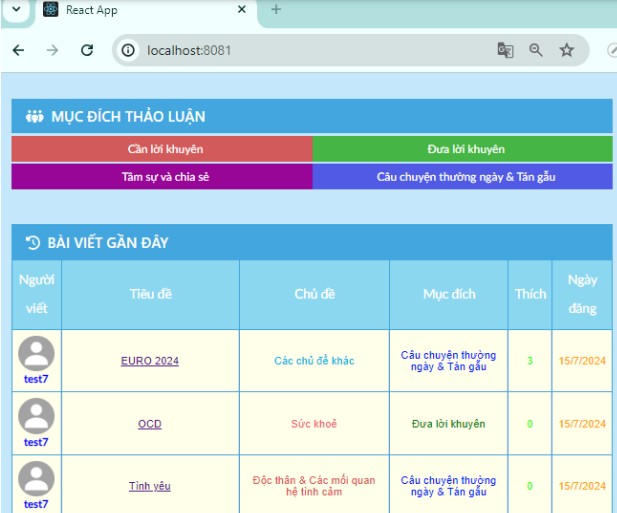 React App
localhost:8081
MỤC ĐÍCH THẢO LUẬN
Cần lời khuyên
Đưa lời khuyên
Tâm sự và chia sẻ
Câu chuyện thường ngày & Tán gẫu
BÀI VIẾT GẦN ĐÂY
Người
viết
Tiêu đề
Chủ đề
Mục đích
Thích
Ngày
đăng
test7
EURO 2024
Các chủ đề khác
Câu chuyện thường
ngày & Tán gẫu
3
15/7/2024
test7
OCD
Sức khoẻ
Đưa lời khuyên
0
15/7/2024
test7
Tình yêu
Độc thân & Các mối quan
hệ tình cảm
Câu chuyện thường
ngày & Tán gẫu
0
15/7/2024